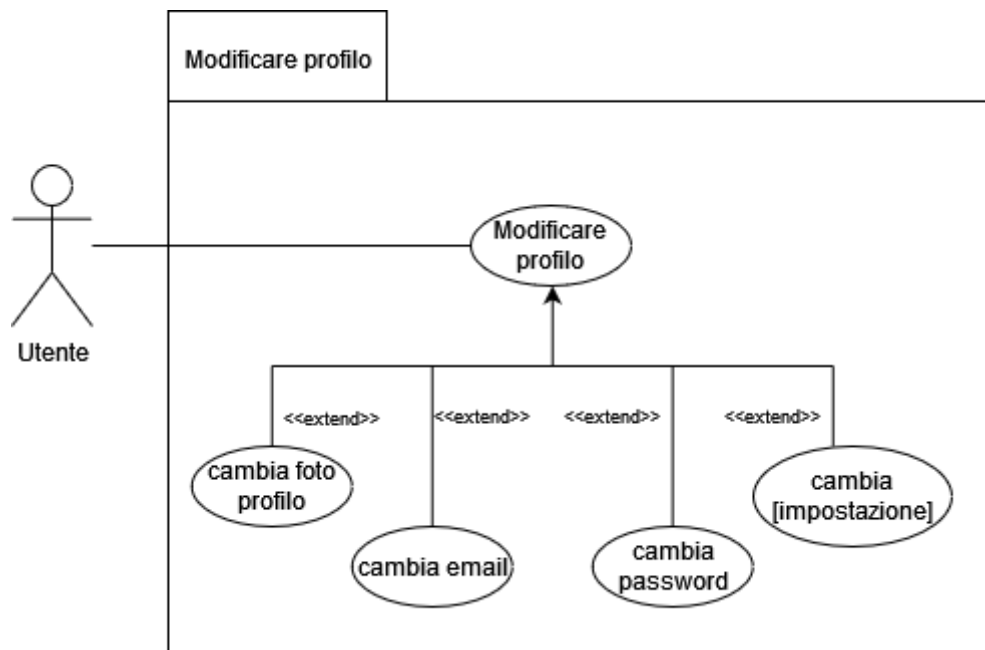 Modificare profilo
Modificare
profilo
Utente
<<extend>>
<<extend>>
<<extend>>
<<extend>>
cambia foto
profilo
cambia email
cambia
password
cambia
[impostazione]